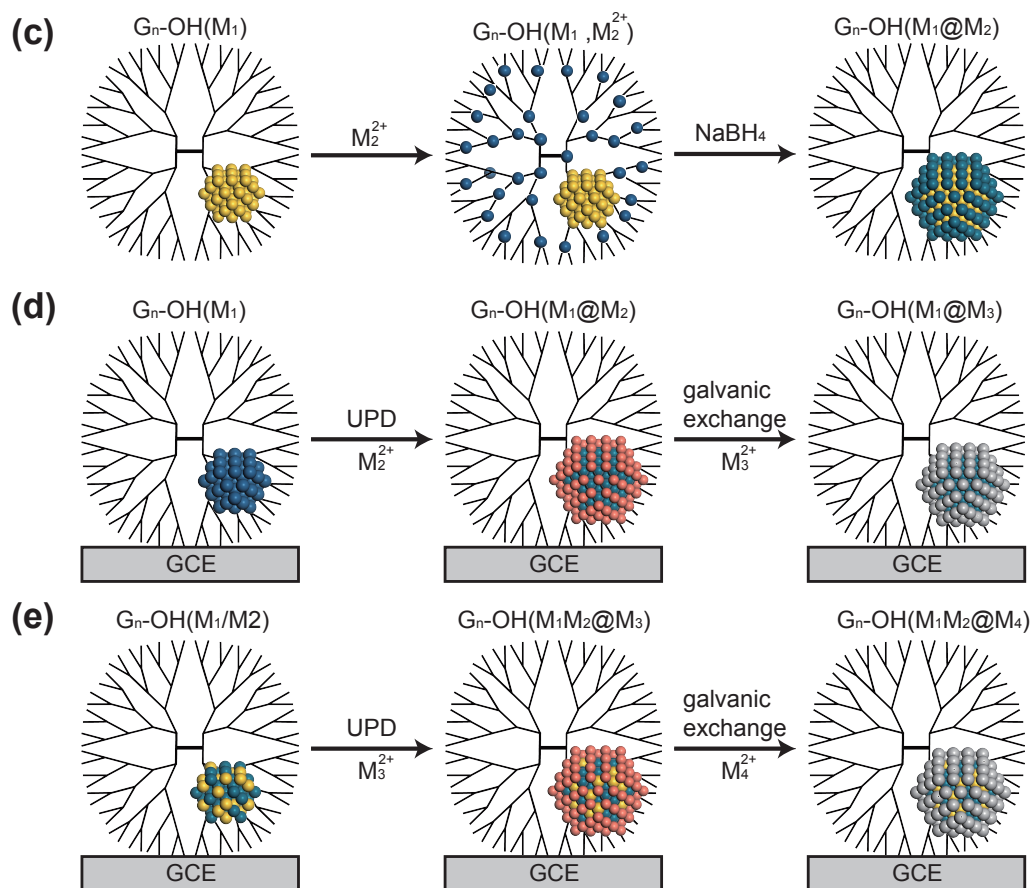 (c)
Gn-OH(M1)
Gn-OH(M1 ,M2 2+)
Gn-OH(M1@M2)
M2 2+
NaBH4
(d)
Gn-OH(M1)
Gn-OH(M1@M2)
Gn-OH(M1@M3)
UPD
M2 2+
galvanic
exchange
M3 2+
GCE
GCE
GCE
(e)
Gn-OH(M1/M2)
Gn-OH(M1M2@M3)
Gn-OH(M1M2@M4)
UPD
M3 2+
galvanic
exchange
M4 2+
GCE
GCE
GCE